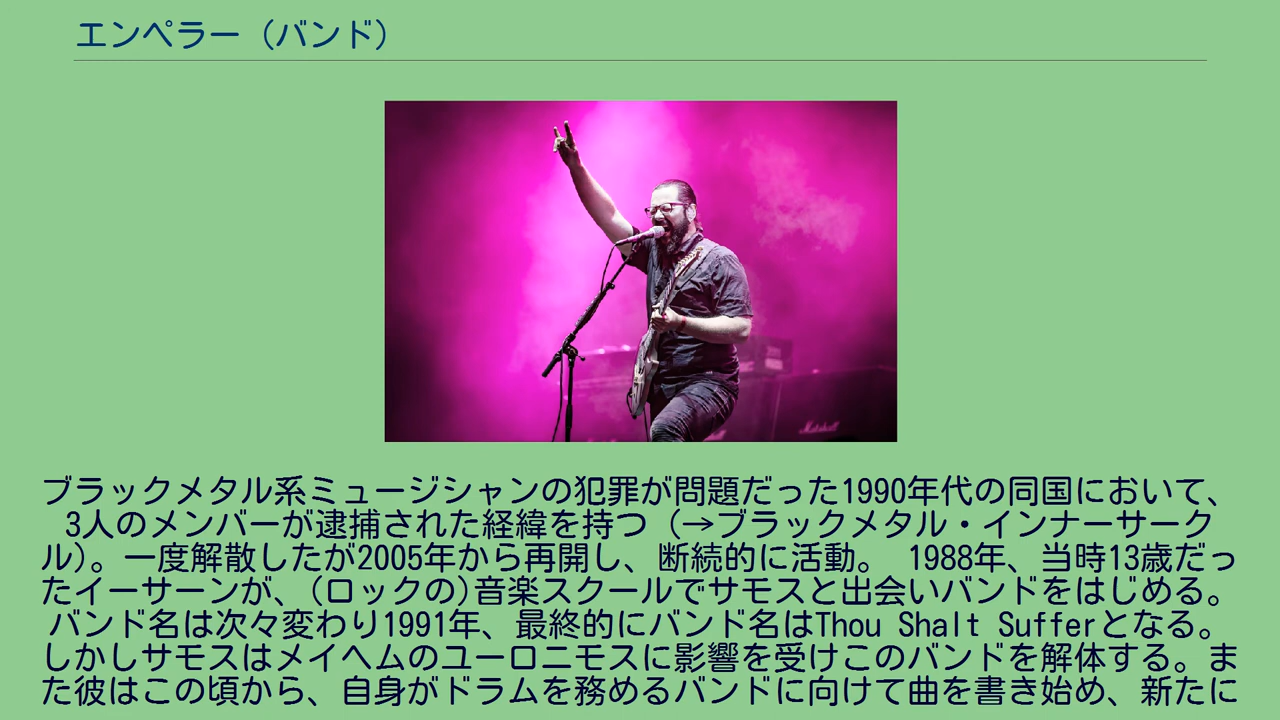 エンペラー（バンド）
Marshall
ブラックメタル系ミュージシャンの犯罪が問題だった1990年代の同国において、
3人のメンバーが逮捕された経緯を持つ（→ブラックメタル・インナーサーク
ル）。一度解散したが2005年から再開し、断続的に活動。 1988年、当時13歳だっ
たイーサーンが、(ロックの)音楽スクールでサモスと出会いバンドをはじめる。
バンド名は次々変わり1991年、最終的にバンド名はThou Shalt Sufferとなる。
しかしサモスはメイヘムのユーロニモスに影響を受けこのバンドを解体する。ま
た彼はこの頃から、自身がドラムを務めるバンドに向けて曲を書き始め、新たに